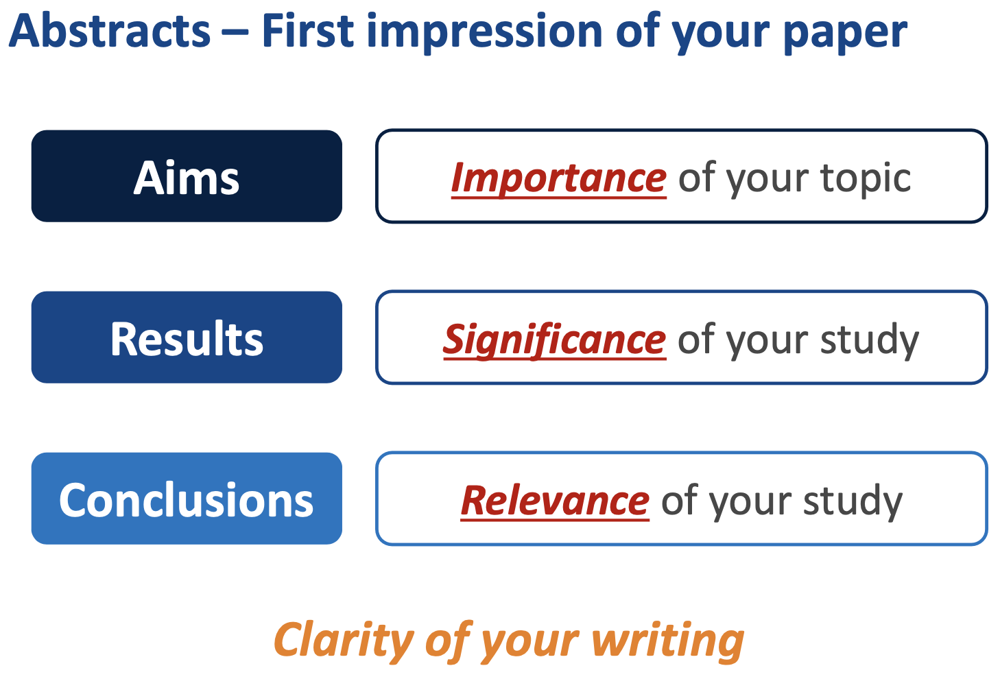 Abstracts – First impression of your paper
Aims
Importance of your topic
Results
Significance of your study
Conclusions
Relevance of your study
Clarity of your writing